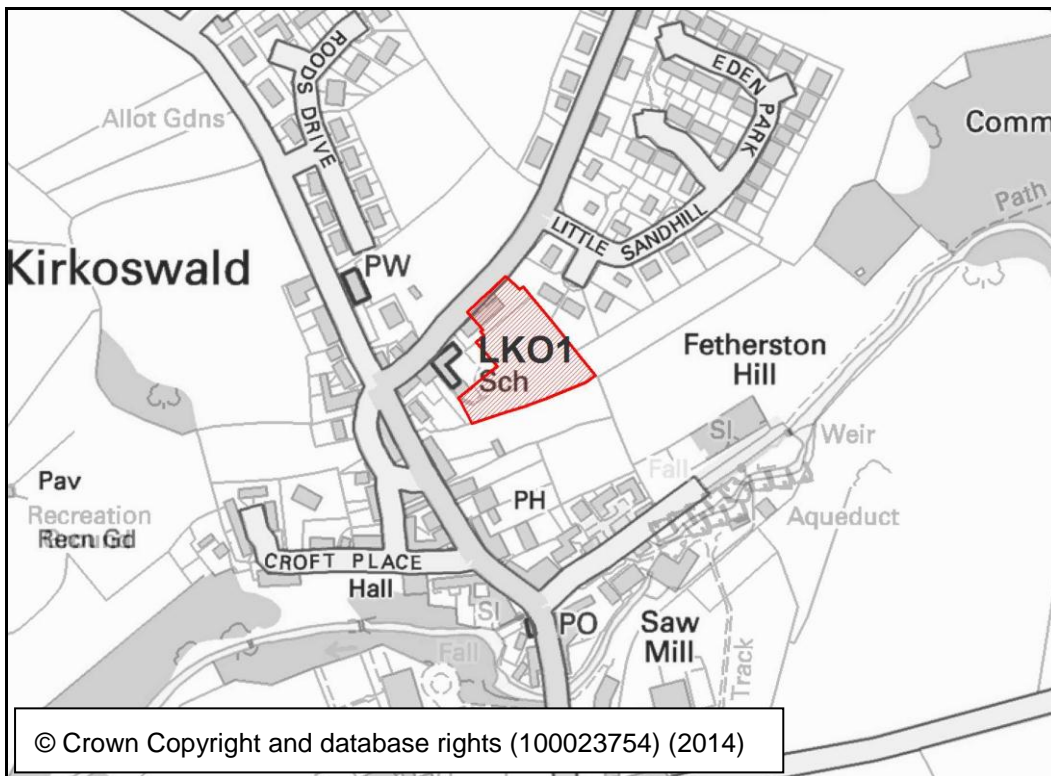 ROODS DRIVE
EDEN PARK
Allot Gdns
Comm
Path
LITTLE SANDHILL
Kirkoswald
PW
LKO1
Sch
Fetherston
Hill
Sl
Weir
Fall
Pav
PH
Recreation
Recn Gd
Aqueduct
CROFT PLACE
Hall
Sl
PO
Saw
Mill
Fall
Track
© Crown Copyright and database rights (100023754) (2014)